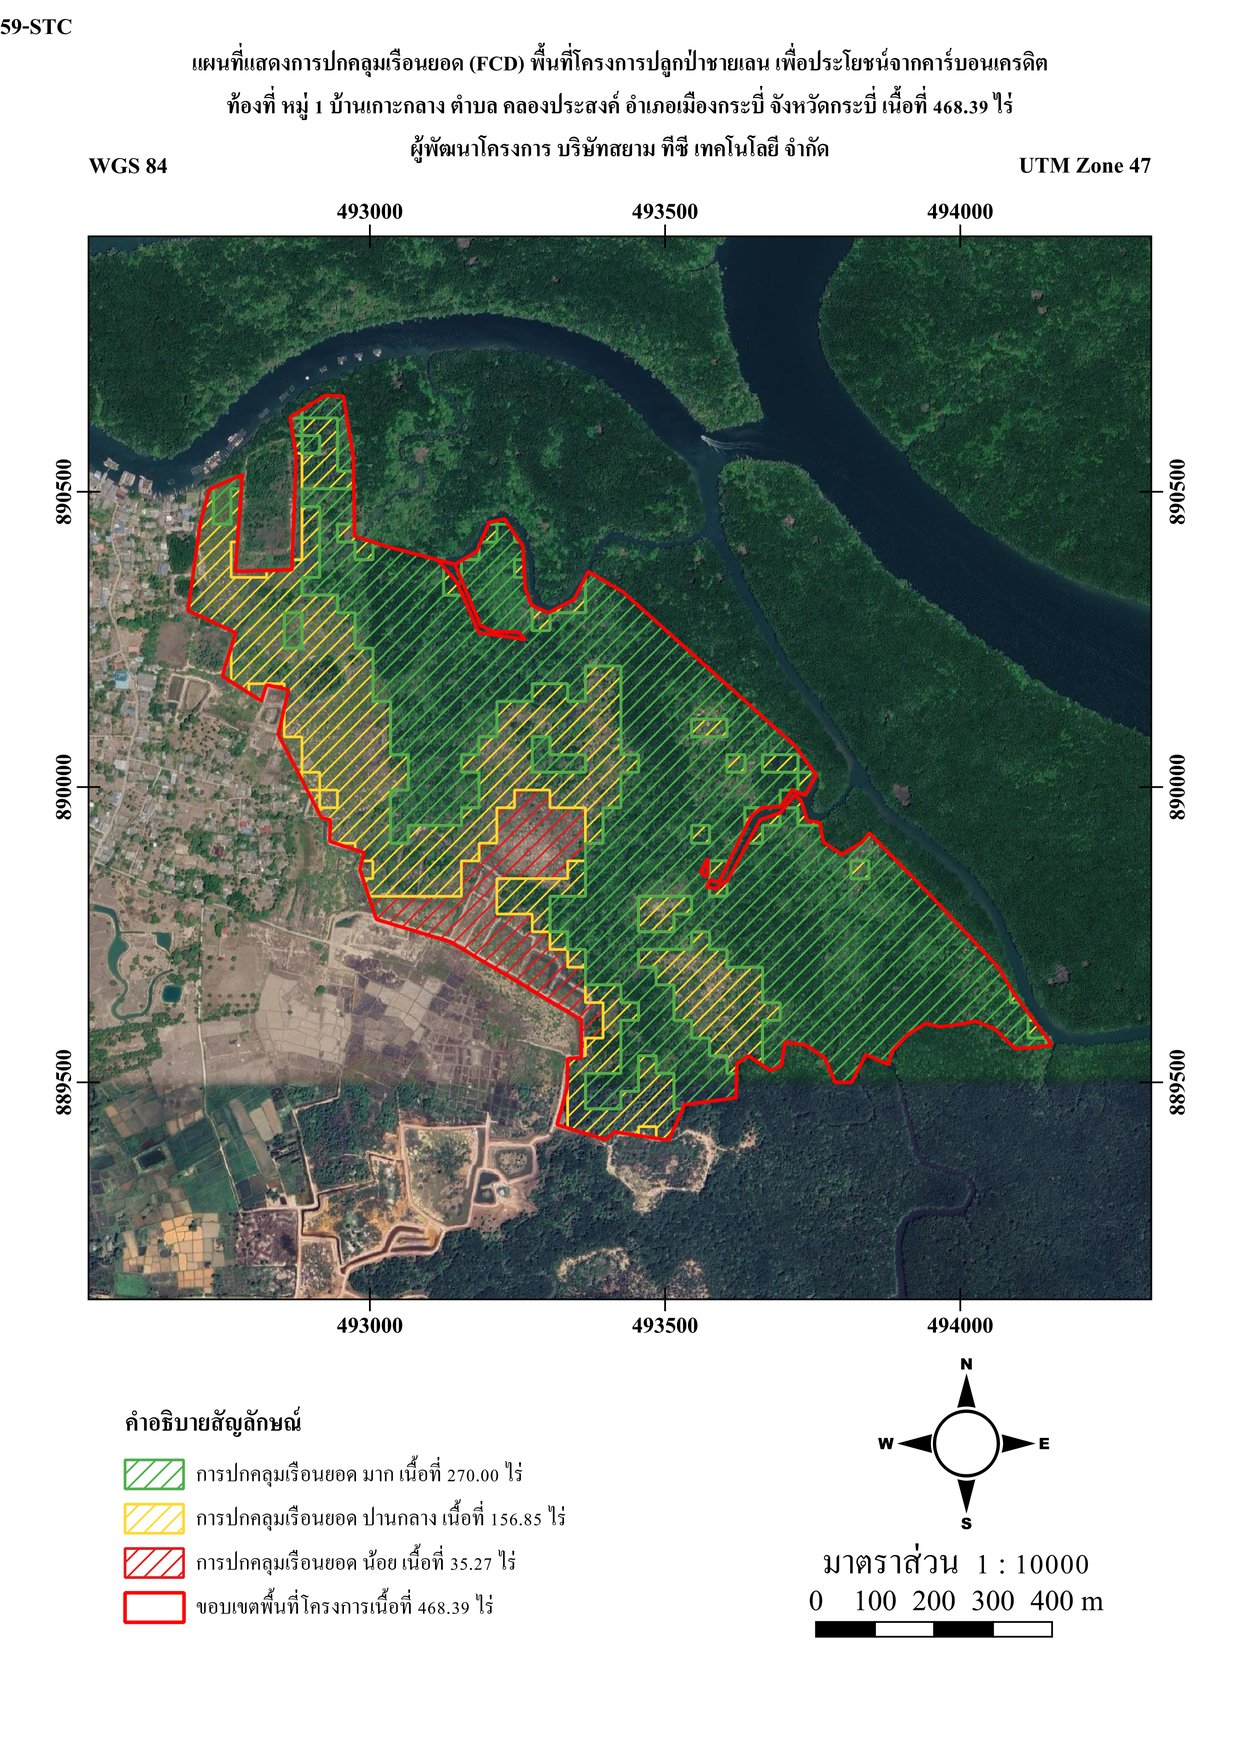 59-STC
แผนที่แสดงการปกคลุมเรือนยอด (FCD) พื้นที่โครงการปลูกป่าชายเลน เพื่อประโยชน์จากคาร์บอนเครดิต
ท้องที่ หมู่ 1 บ้านเกาะกลาง ตำบล คลองประสงค์ อำเภอเมืองกระบี่ จังหวัดกระบี่ เนื้อที่ 468.39 ไร่
ผู้พัฒนาโครงการ บริษัทสยาม ทีซี เทคโนโลยี จำกัด
WGS 84 UTM Zone 47
493000 493500 494000
890500 890500
890000 890000
889500 889500
493000 493500 494000
N
W E
S
คำอธิบายสัญลักษณ์
การปกคลุมเรือนยอด มาก เนื้อที่ 270.00 ไร่
การปกคลุมเรือนยอด ปานกลาง เนื้อที่ 156.85 ไร่
การปกคลุมเรือนยอด น้อย เนื้อที่ 35.27 ไร่
ขอบเขตพื้นที่โครงการเนื้อที่ 468.39 ไร่
มาตราส่วน 1 : 10000
0 100 200 300 400 m